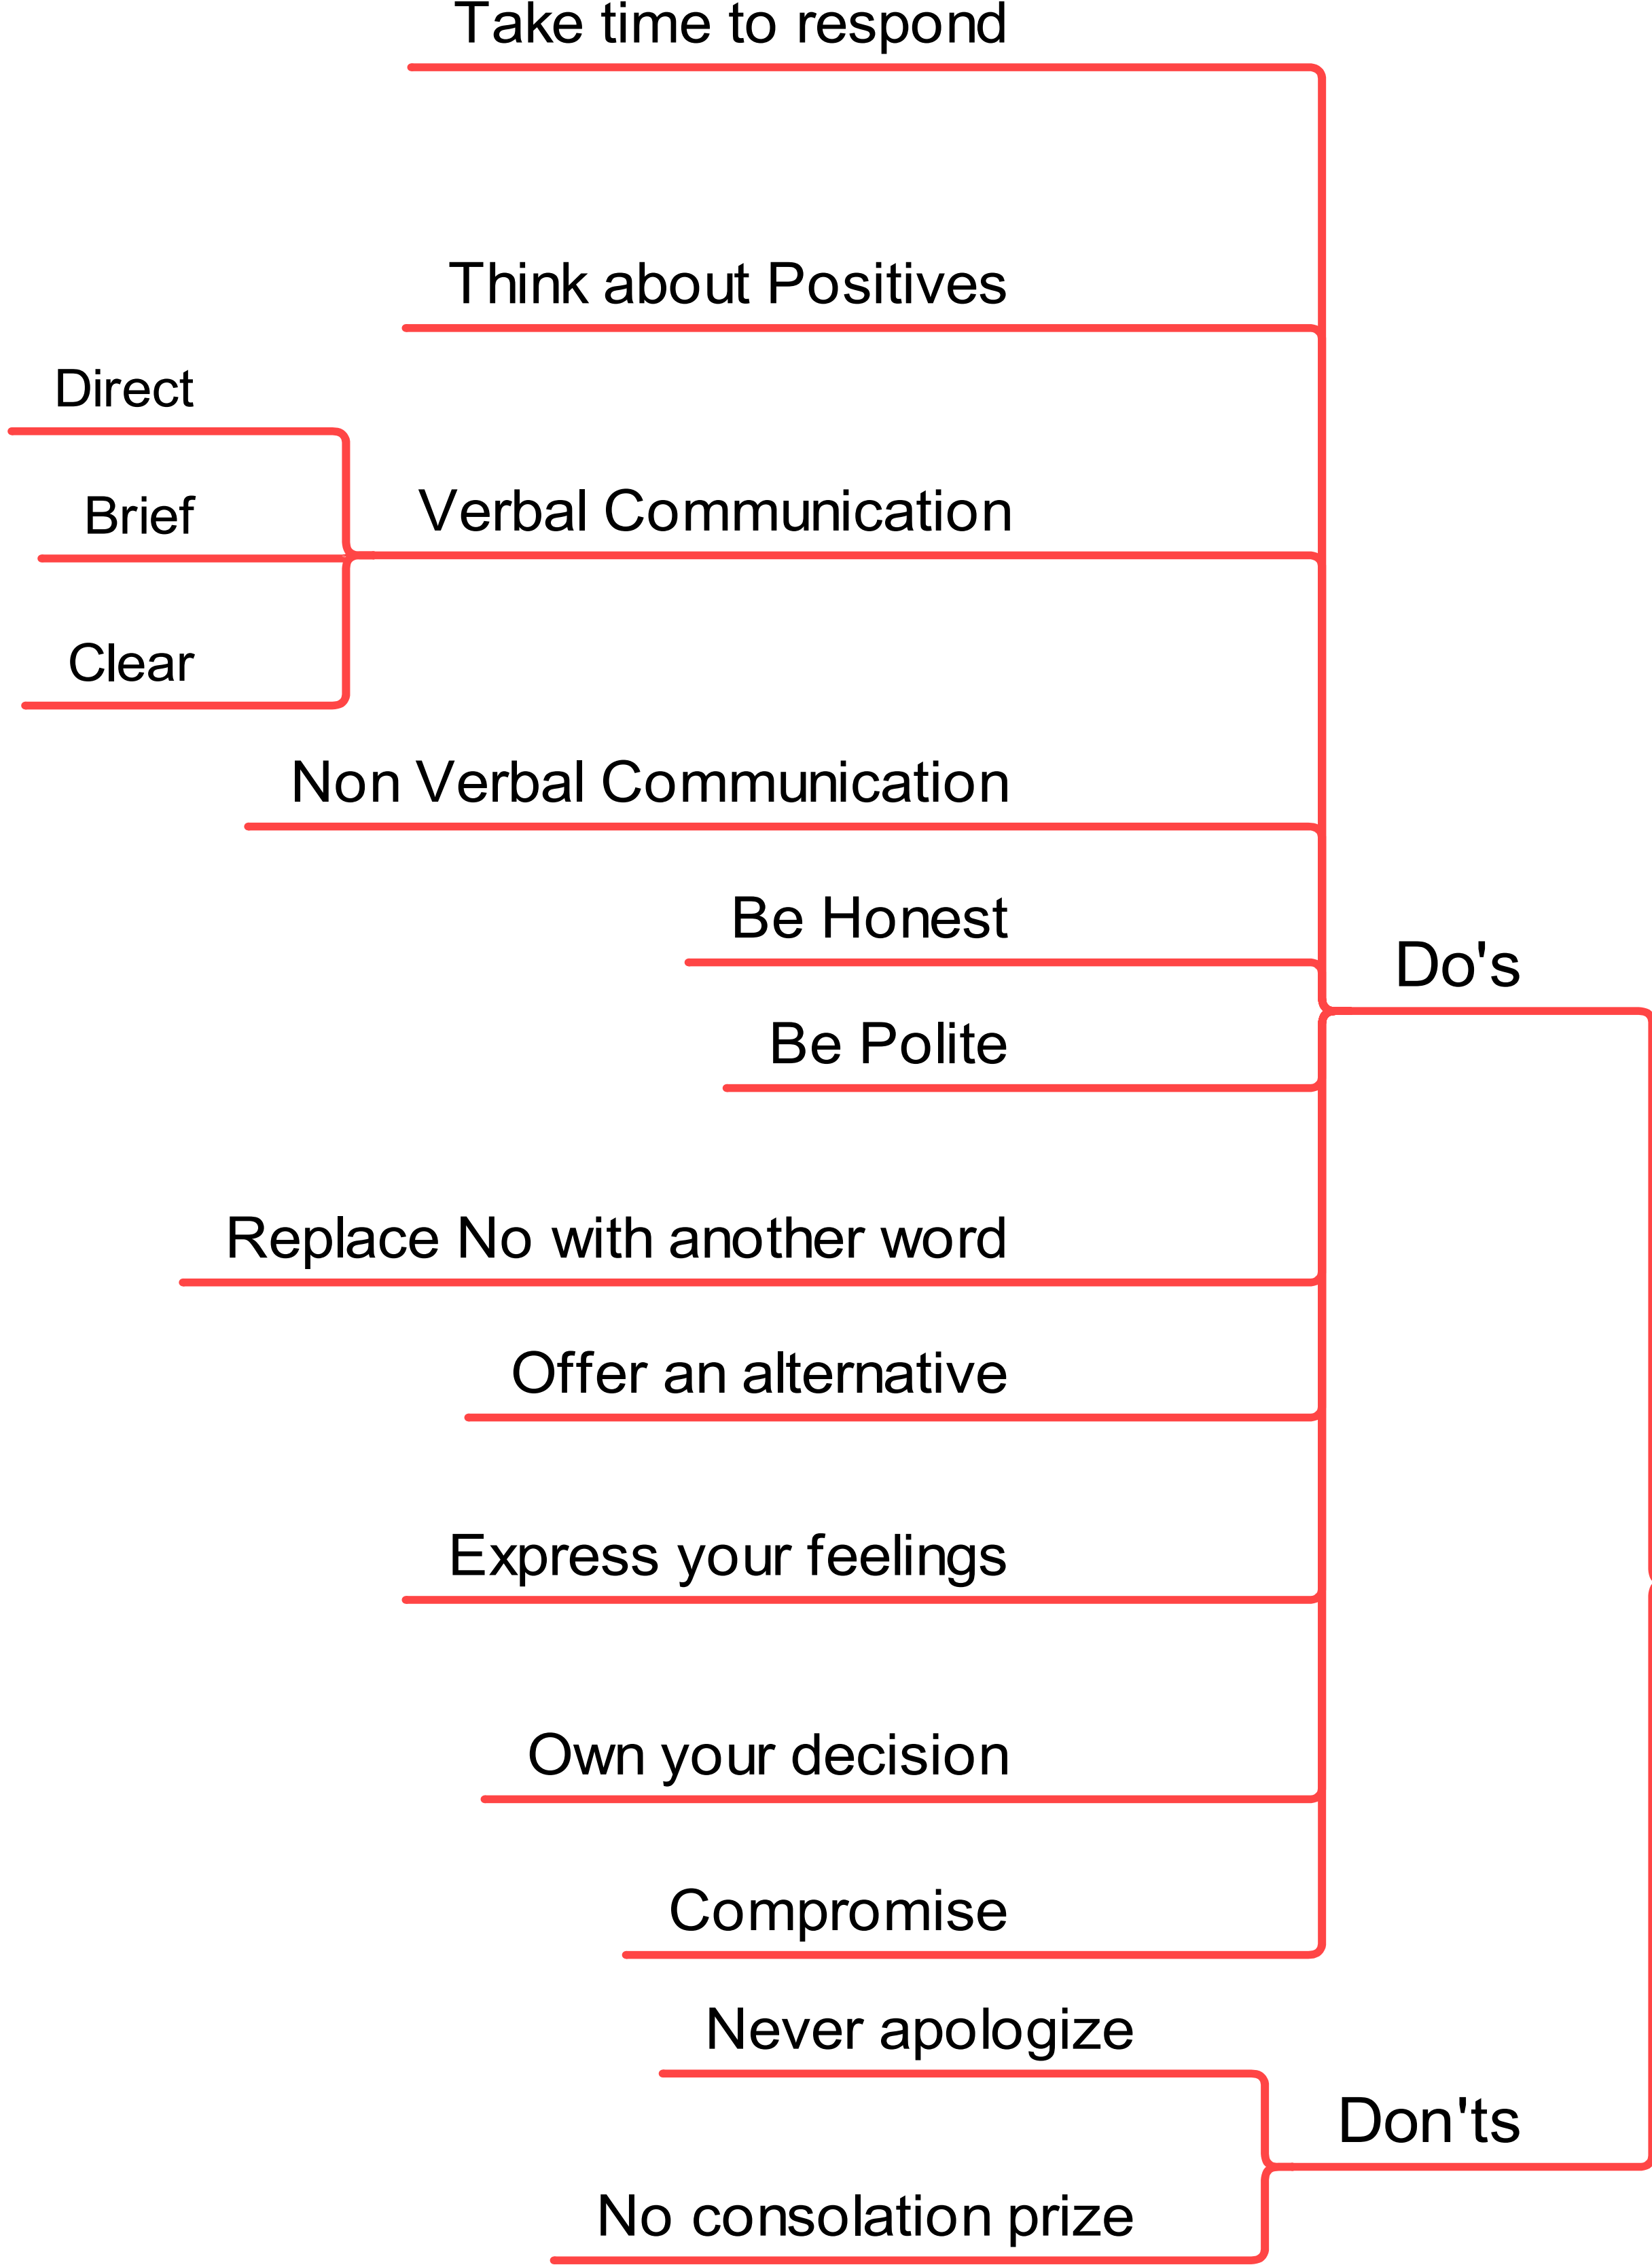 Take time to respond
Think about Positives
Direct
Brief
Verbal Communication
Clear
Non Verbal Communication
Be Honest
Do's
Be Polite
Replace No with another word
Offer an alternative
Express your feelings
Own your decision
Compromise
Never apologize
Don'ts
No consolation prize